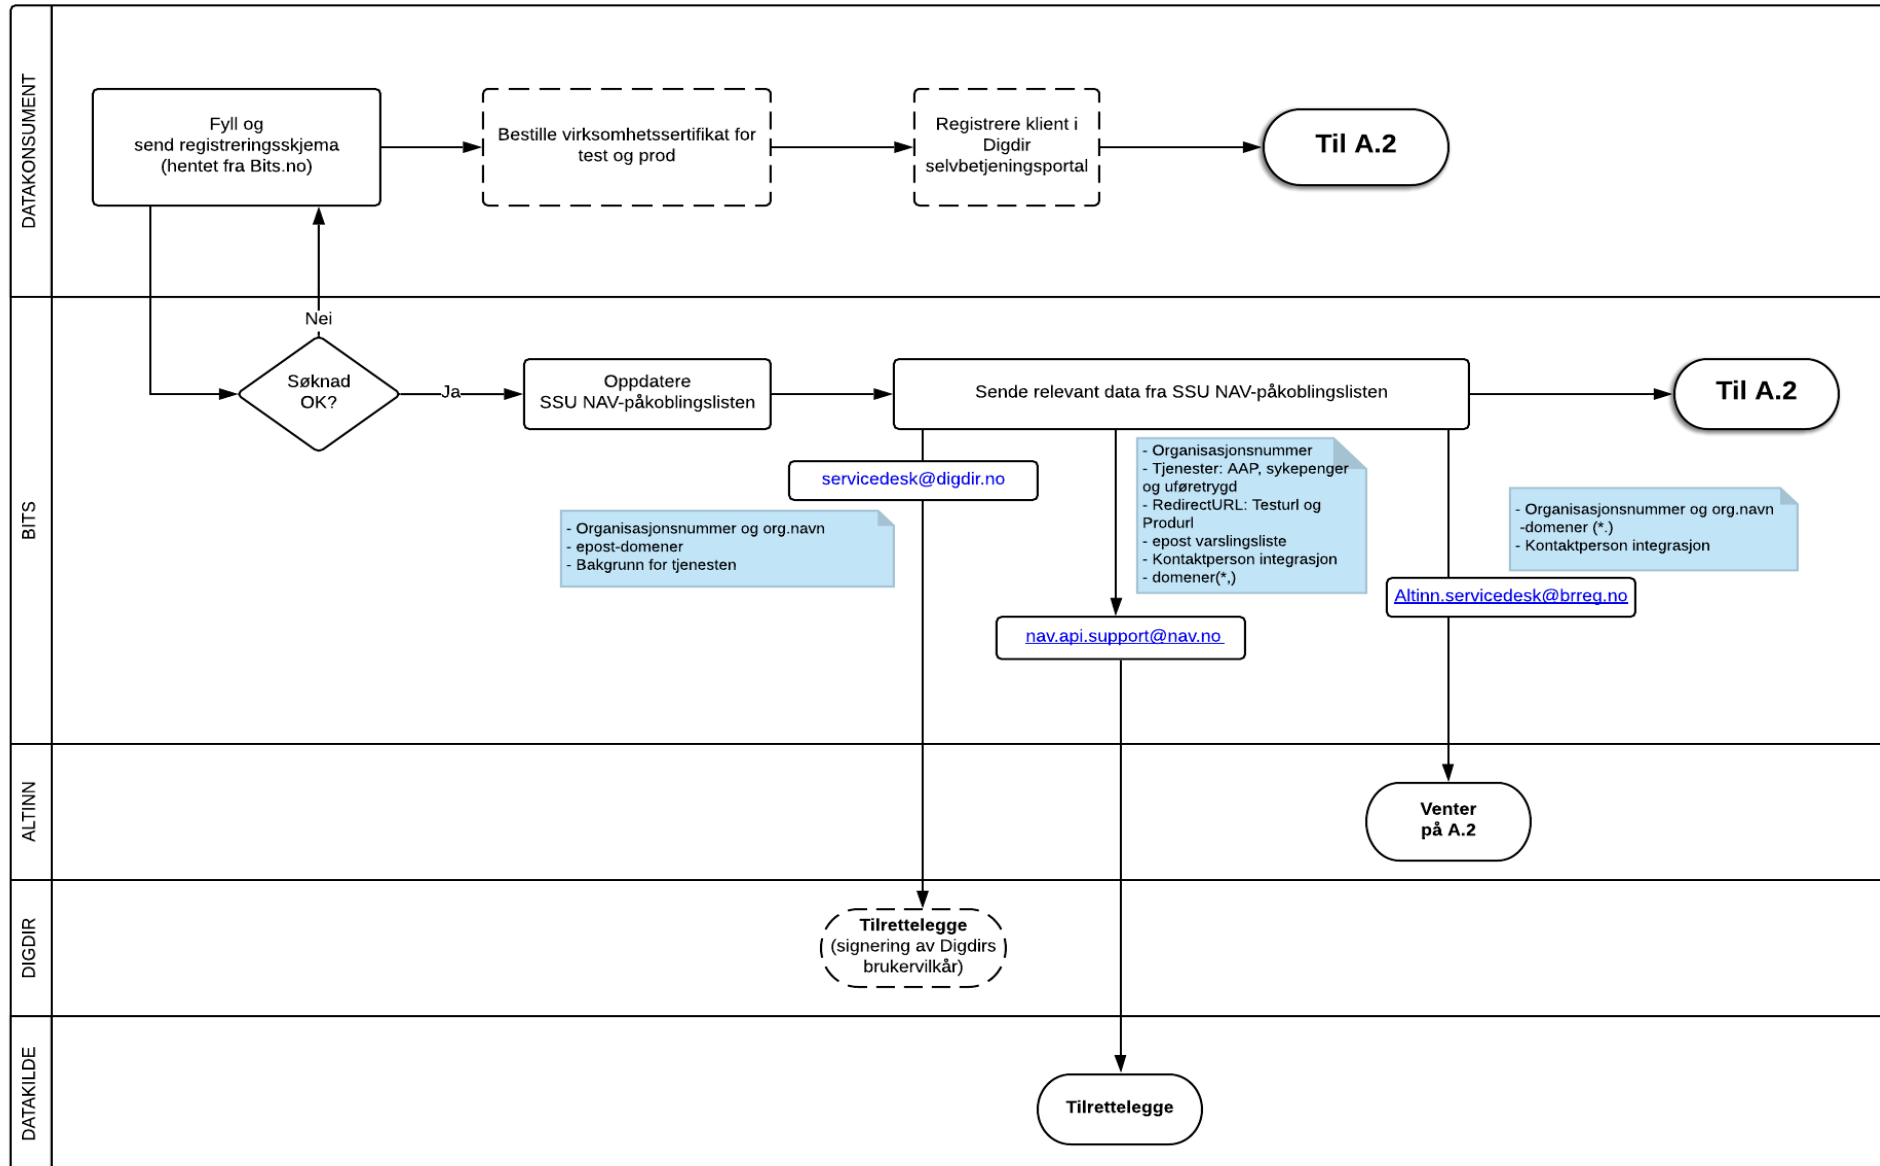 DATAKONSUMENT
Fyll og
send registreringsskjema
(hentet fra Bits.no)
Bestille virksomhetssertifikat for
test og prod
Registrere klient i
Digdir
selvbetjeningsportal
Til A.2
BITS
Nei
Søknad
OK?
Ja
Oppdatere
SSU NAV-påkoblingslisten
Sende relevant data fra SSU NAV-påkoblingslisten
Til A.2
servicedesk@digdir.no
- Organisasjonsnummer og org.navn
- epost-domener
- Bakgrunn for tjenesten
- Organisasjonsnummer
- Tjenester: AAP, sykepenger
og uføretrygd
- RedirectURL: Testurl og
Produrl
- epost varslingsliste
- Kontaktperson integrasjon
- domener(*,)
nav.api.support@nav.no
- Organisasjonsnummer og org.navn
-domener (*.)
- Kontaktperson integrasjon
Altinn.servicedesk@brreg.no
ALTINN
Venter
på A.2
DIGDIR
Tilrettelegge
(signering av Digdirs
brukervilkår)
DATAKILDE
Tilrettelegge